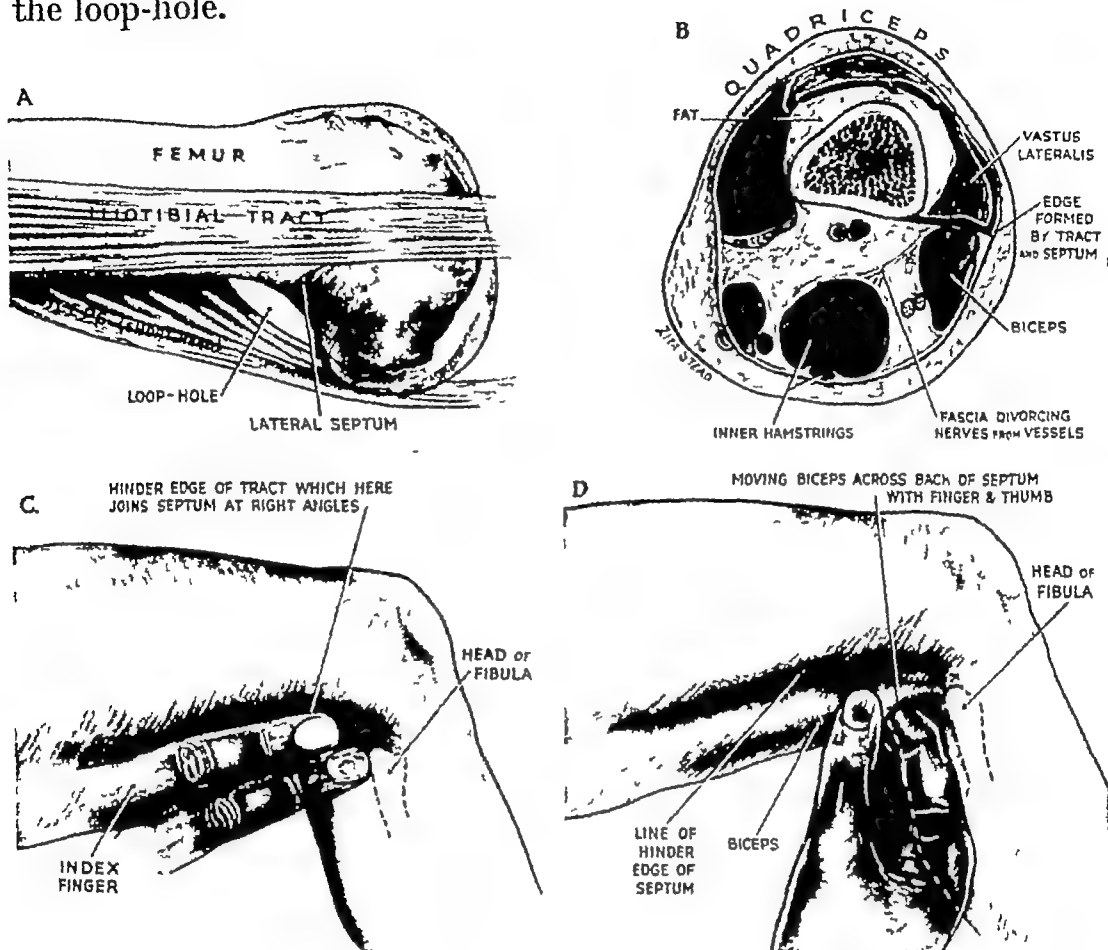 the loop-hole.
A
FEMUR
ILIOTIBIAL TRACT
BICEPS (SHORT HEAD)
LOOP-HOLE
LATERAL SEPTUM
B
QUADRICEPS
FAT
VASTUS
LATERALIS
EDGE
FORMED
BY TRACT
AND SEPTUM
BICEPS
INNER HAMSTRINGS
FASCIA DIVORCING
NERVES FROM VESSELS
C.
HINDER EDGE OF TRACT WHICH HERE
JOINS SEPTUM AT RIGHT ANGLES
HEAD OF
FIBULA
INDEX
FINGER
D
MOVING BICEPS ACROSS BACK OF SEPTUM
WITH FINGER & THUMB
HEAD OF
FIBULA
LINE OF
HINDER
EDGE OF
SEPTUM
BICEPS